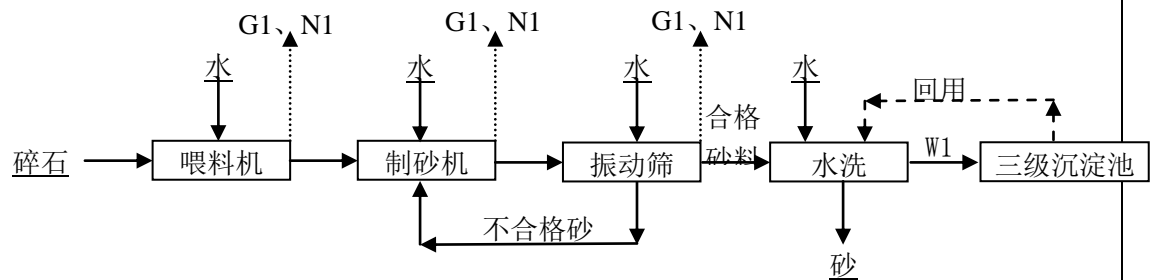 G1、N1
G1、N1
G1、N1
水
水
水
水
回用
合格
砂料
碎石
喂料机
制砂机
振动筛
水洗
W1
三级沉淀池
不合格砂
砂